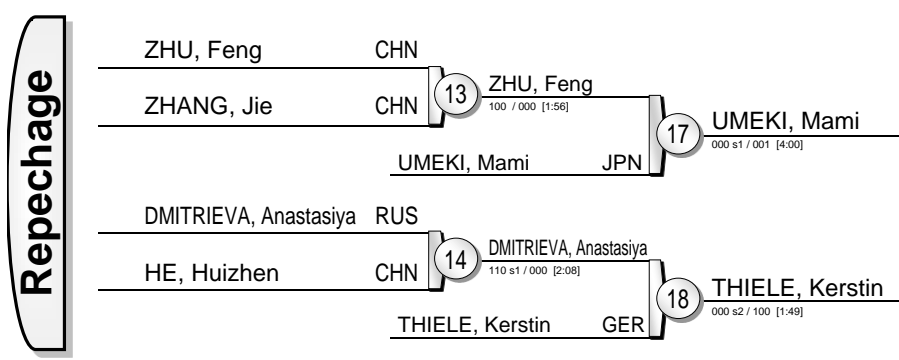 Repechage
ZHU, Feng CHN
ZHANG, Jie CHN
13 ZHU, Feng
100 / 000 [1:56]
UMEKI, Mami JPN
17 UMEKI, Mami
000 s1 / 001 [4:00]
DMITRIEVA, Anastasiya RUS
HE, Huizhen CHN
14 DMITRIEVA, Anastasiya
110 s1 / 000 [2:08]
THIELE, Kerstin GER
18 THIELE, Kerstin
000 s2 / 100 [1:49]